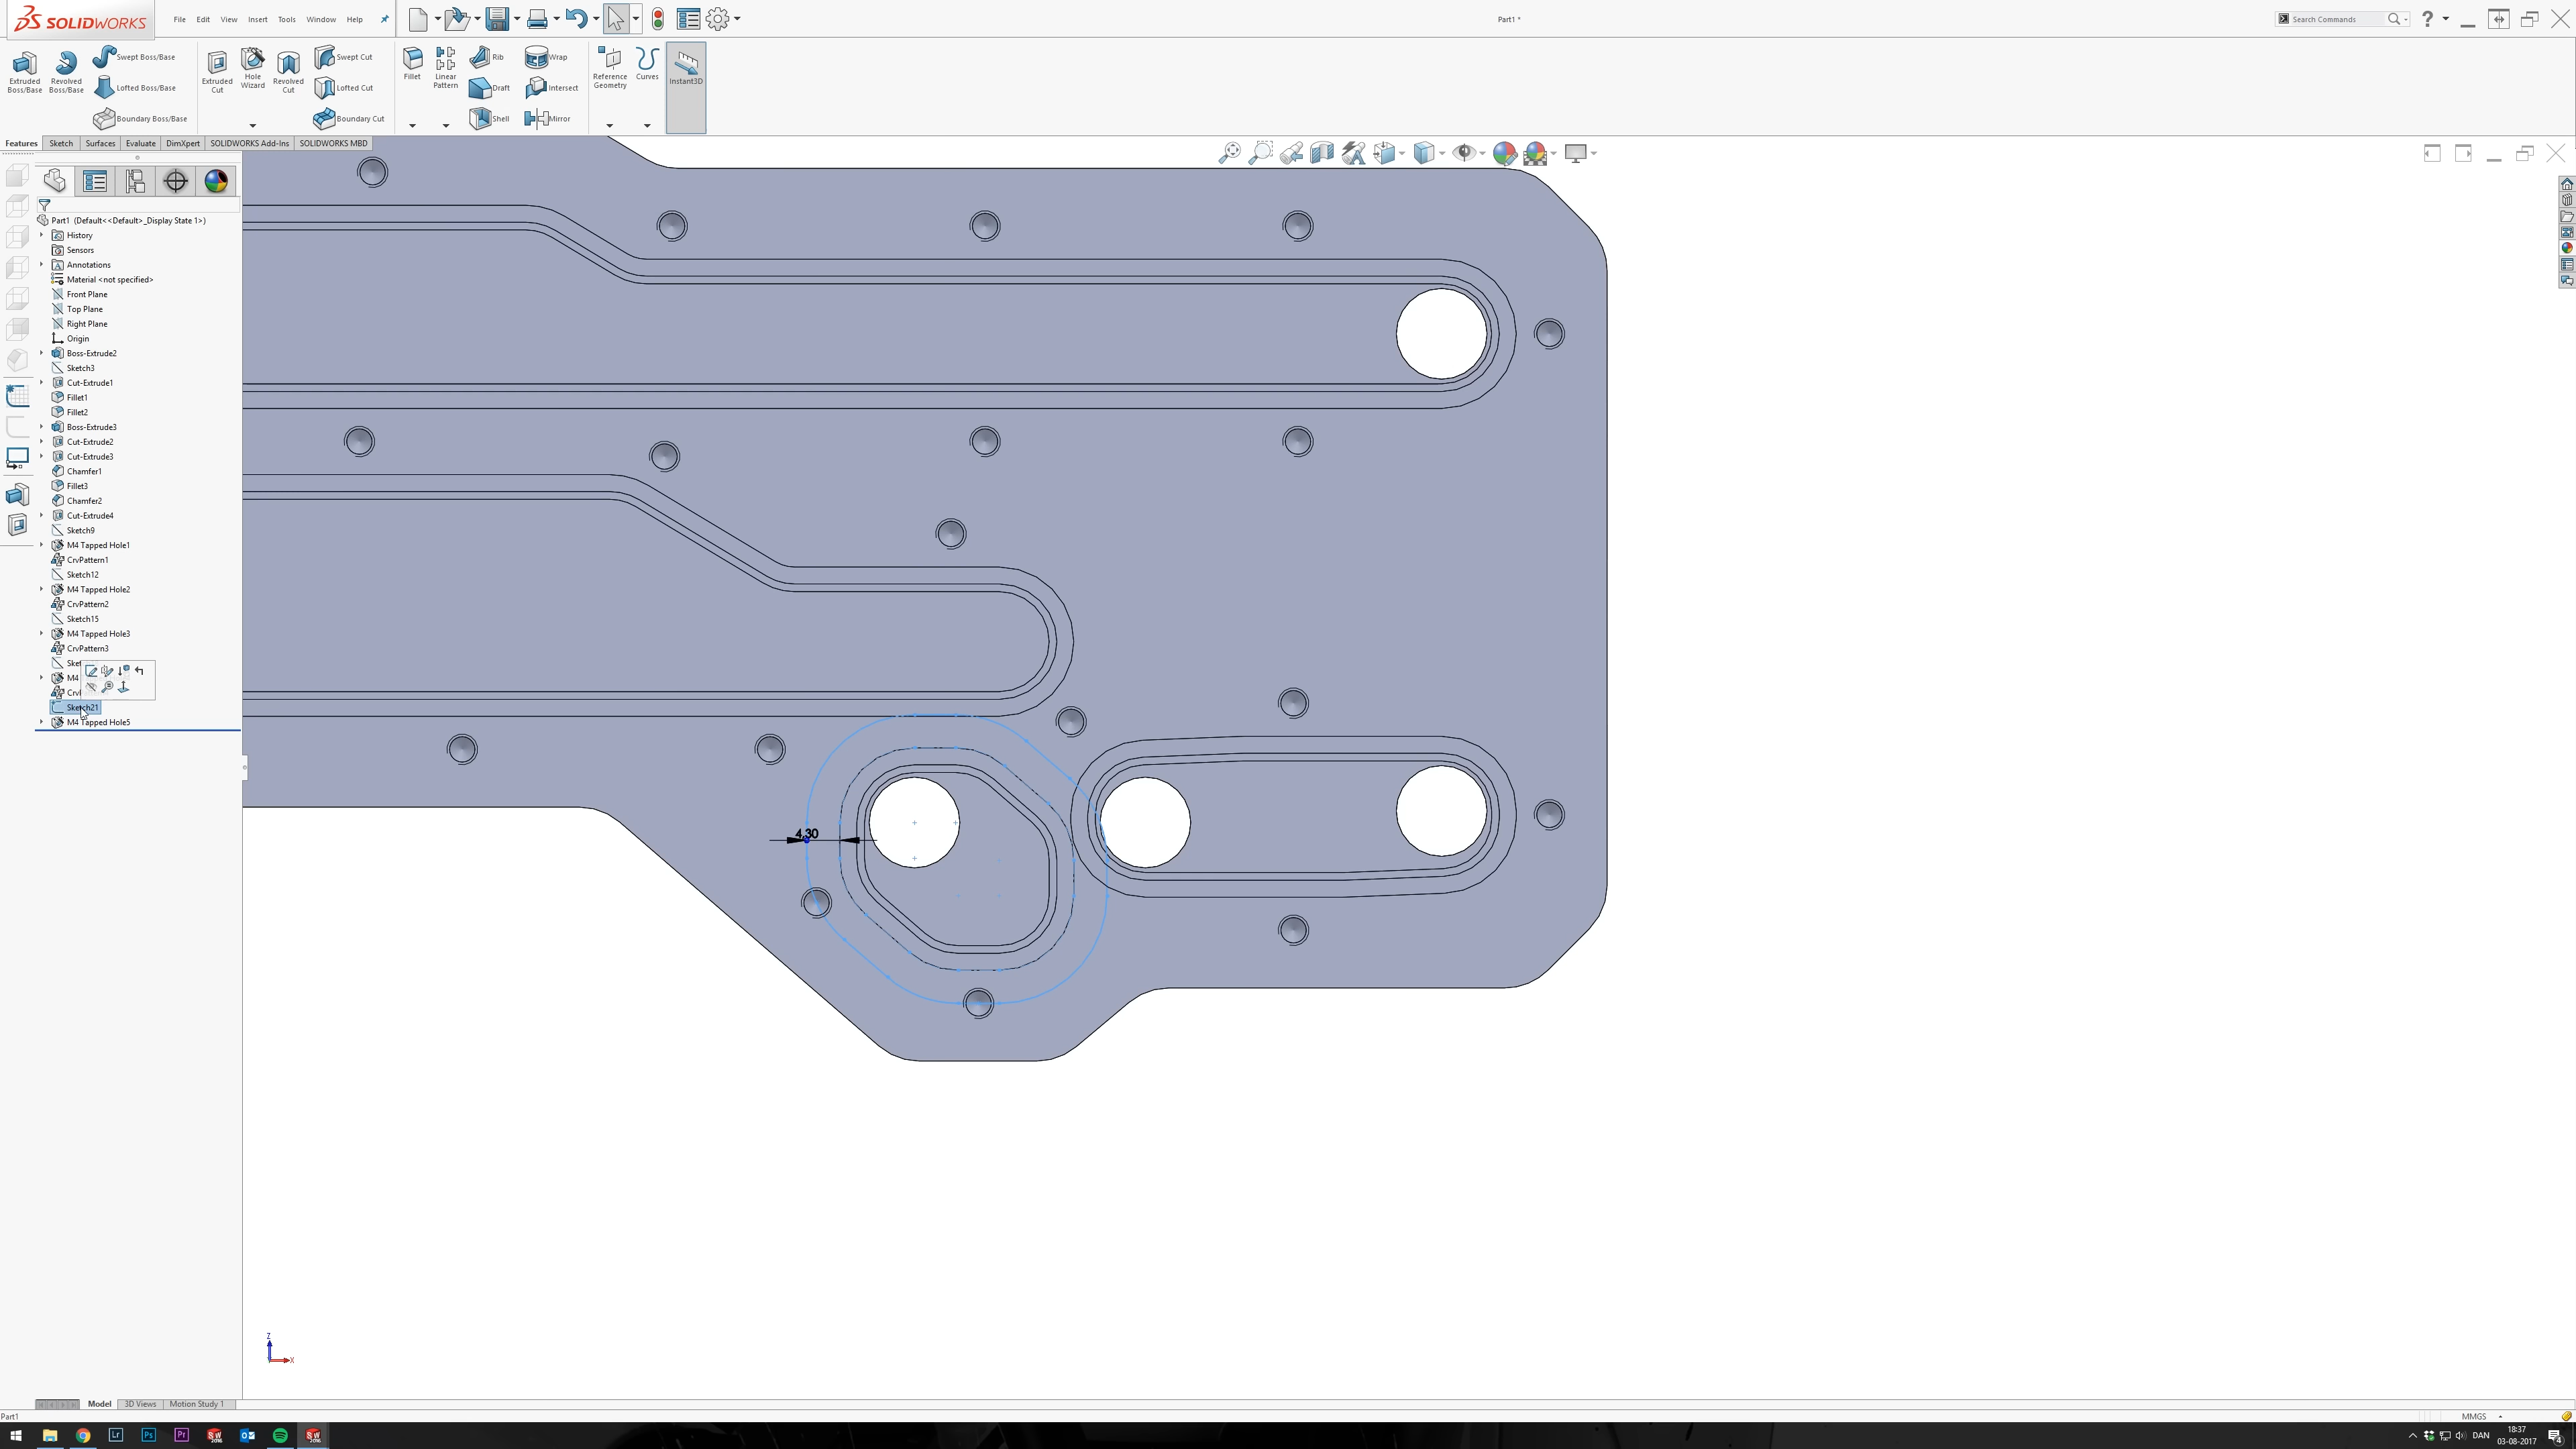 SOLIDWORKS
File Edit View Insert Tools Window Help
Part1 *
Search Commands
Extruded Boss/Base
Revolved Boss/Base
Swept Boss/Base
Lofted Boss/Base
Boundary Boss/Base
Extruded Cut
Hole Wizard
Revolved Cut
Swept Cut
Lofted Cut
Boundary Cut
Fillet
Linear Pattern
Rib
Draft
Shell
Wrap
Intersect
Mirror
Reference Geometry
Curves
Instant3D
Features Sketch Surfaces Evaluate DimXpert SOLIDWORKS Add-Ins SOLIDWORKS MBD
Part1 (Default<<Default>_Display State 1>)
History
Sensors
Annotations
Material <not specified>
Front Plane
Top Plane
Right Plane
Origin
Boss-Extrude2
Sketch3
Cut-Extrude1
Fillet1
Fillet2
Boss-Extrude3
Cut-Extrude2
Cut-Extrude3
Chamfer1
Fillet3
Chamfer2
Cut-Extrude4
Sketch9
M4 Tapped Hole1
CrvPattern1
Sketch12
M4 Tapped Hole2
CrvPattern2
Sketch15
M4 Tapped Hole3
CrvPattern3
M4
Sketch21
M4 Tapped Hole5
4.30
Z
X
Model 3D Views Motion Study 1
Part1
MMGS
Lr Ps Pr
DAN
18:37
03-08-2017